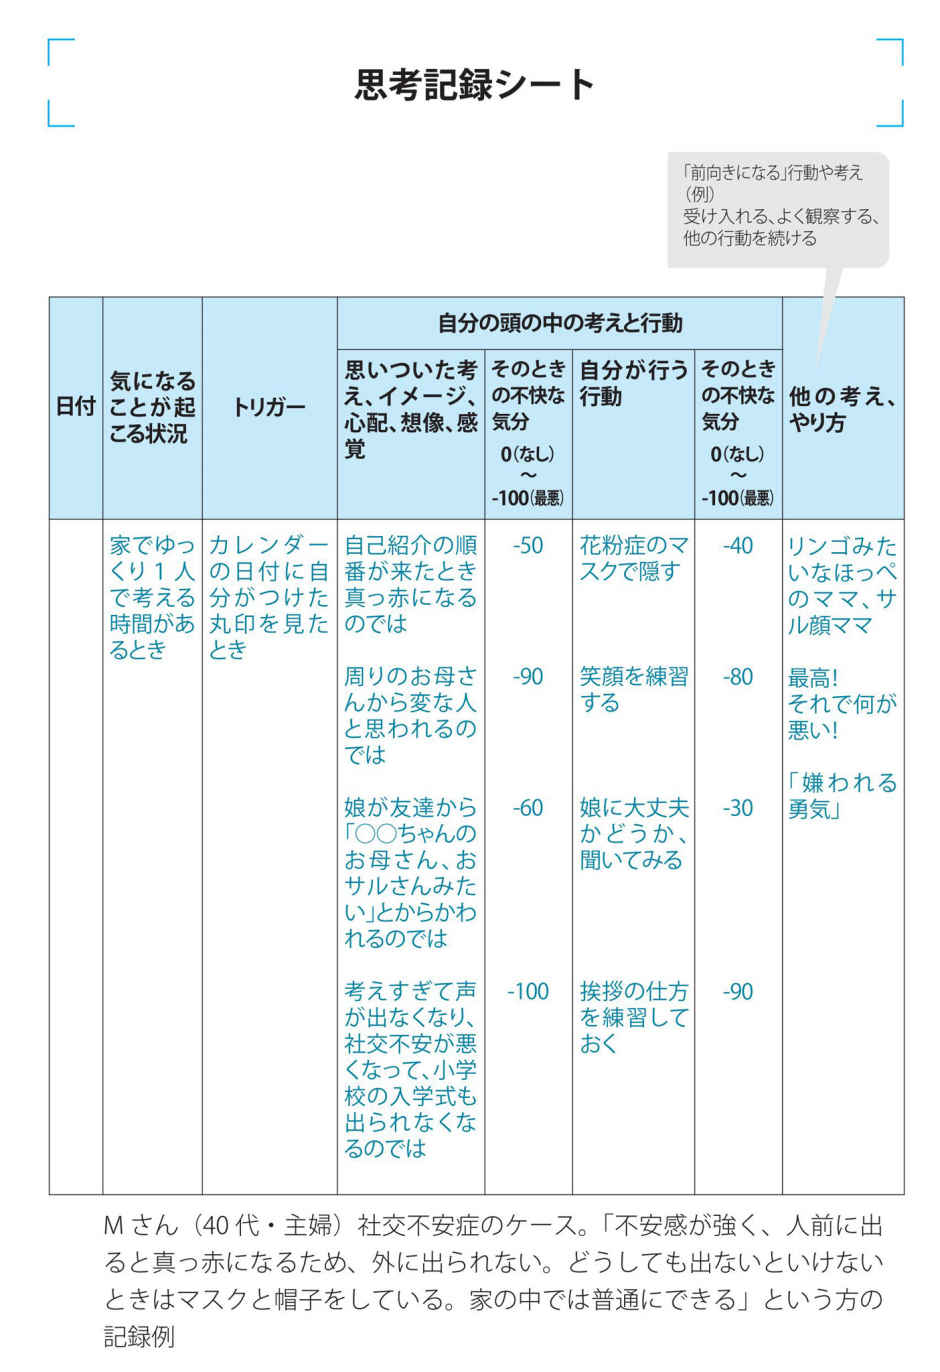 思考記録シート
「前向きになる」行動や考え
（例）
受け入れる、よく観察する、
他の行動を続ける
日付
気になる
ことが起
こる状況
トリガー
自分の頭の中の考えと行動
思いついた考
え、イメージ、
心配、想像、感
覚
そのとき
の不快な
気分
0（なし）
～
-100（最悪）
自分が行う
行動
そのとき
の不快な
気分
0（なし）
～
-100（最悪）
他の考え、
やり方
家でゆっ
くり1人
で考える
時間があ
るとき
カレンダー
の日付に自
分がつけた
丸印を見た
とき
自己紹介の順
番が来たとき
真っ赤になる
のでは
-50
花粉症のマ
スクで隠す
-40
周りのお母さ
んから変な人
と思われるの
では
-90
笑顔を練習
する
-80
娘が友達から
「○○ちゃんの
お母さん、お
サルさんみた
い」とからかわ
れるのでは
-60
娘に大丈夫
かどうか、
聞いてみる
-30
考えすぎて声
が出なくなり、
社交不安が悪
くなって、小学
校の入学式も
出られなくな
るのでは
-100
挨拶の仕方
を練習して
おく
-90
リンゴみた
いなほっぺ
のママ、サ
ル顔ママ
最高！
それで何が
悪い！
「嫌われる
勇気」
Mさん（40代・主婦）社交不安症のケース。「不安感が強く、人前に出
ると真っ赤になるため、外に出られない。どうしても出ないといけない
ときはマスクと帽子をしている。家の中では普通にできる」という方の
記録例